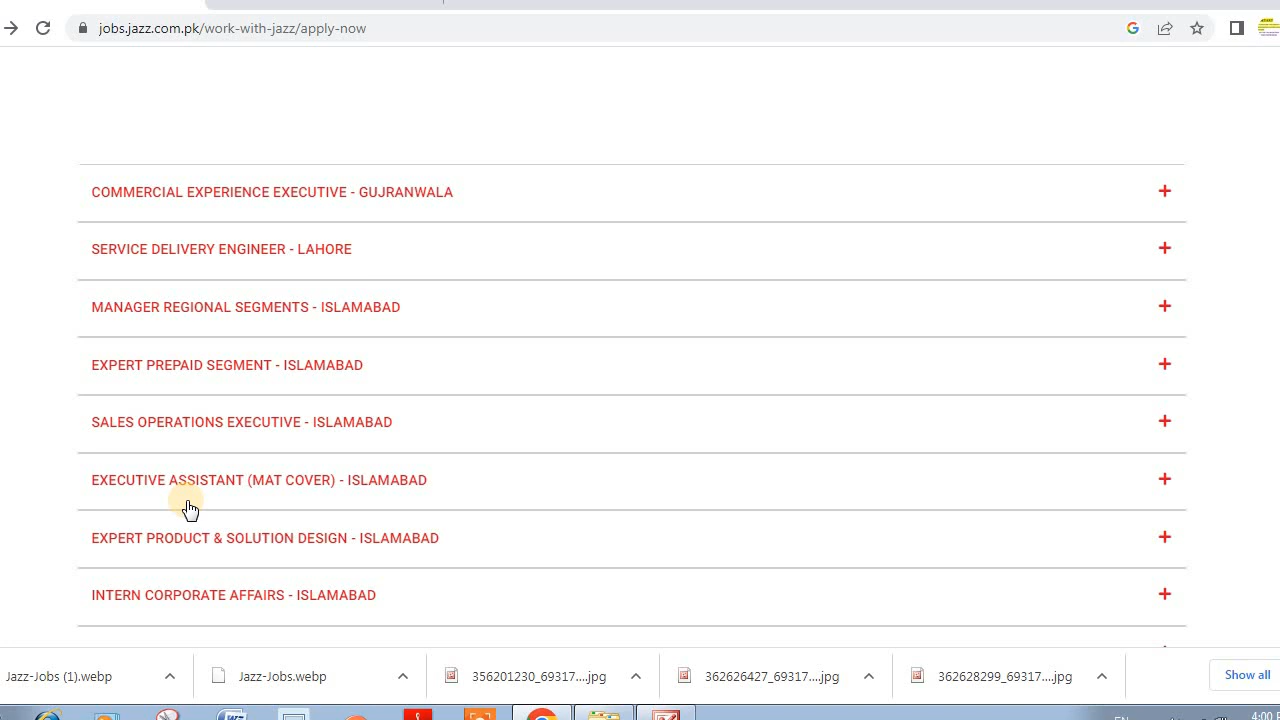 jobs.jazz.com.pk/work-with-jazz/apply-now
COMMERCIAL EXPERIENCE EXECUTIVE - GUJRANWALA
SERVICE DELIVERY ENGINEER - LAHORE
MANAGER REGIONAL SEGMENTS - ISLAMABAD
EXPERT PREPAID SEGMENT - ISLAMABAD
SALES OPERATIONS EXECUTIVE - ISLAMABAD
EXECUTIVE ASSISTANT (MAT COVER) - ISLAMABAD
EXPERT PRODUCT & SOLUTION DESIGN - ISLAMABAD
INTERN CORPORATE AFFAIRS - ISLAMABAD
Jazz-Jobs (1).webp Jazz-Jobs.webp 356201230_69317....jpg 362626427_69317....jpg 362628299_69317....jpg Show all
EN 4:00